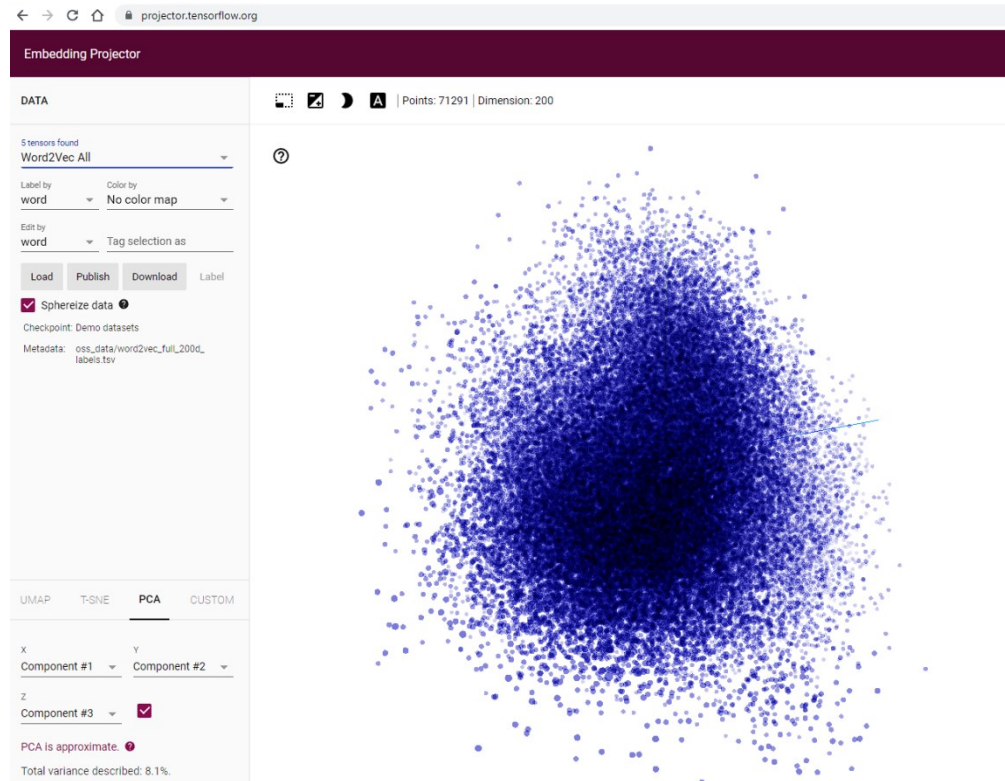 projector.tensorflow.org
Embedding Projector
DATA
Points: 71291 | Dimension: 200
5 tensors found
Word2Vec All
Label by Color by
word No color map
Edit by
word Tag selection as
Load Publish Download Label
Sphereize data
Checkpoint: Demo datasets
Metadata: oss_data/word2vec_full_200d_
labels.tsv
UMAP T-SNE PCA CUSTOM
X Y
Component #1 Component #2
Z
Component #3
PCA is approximate.
Total variance described: 8.1%.